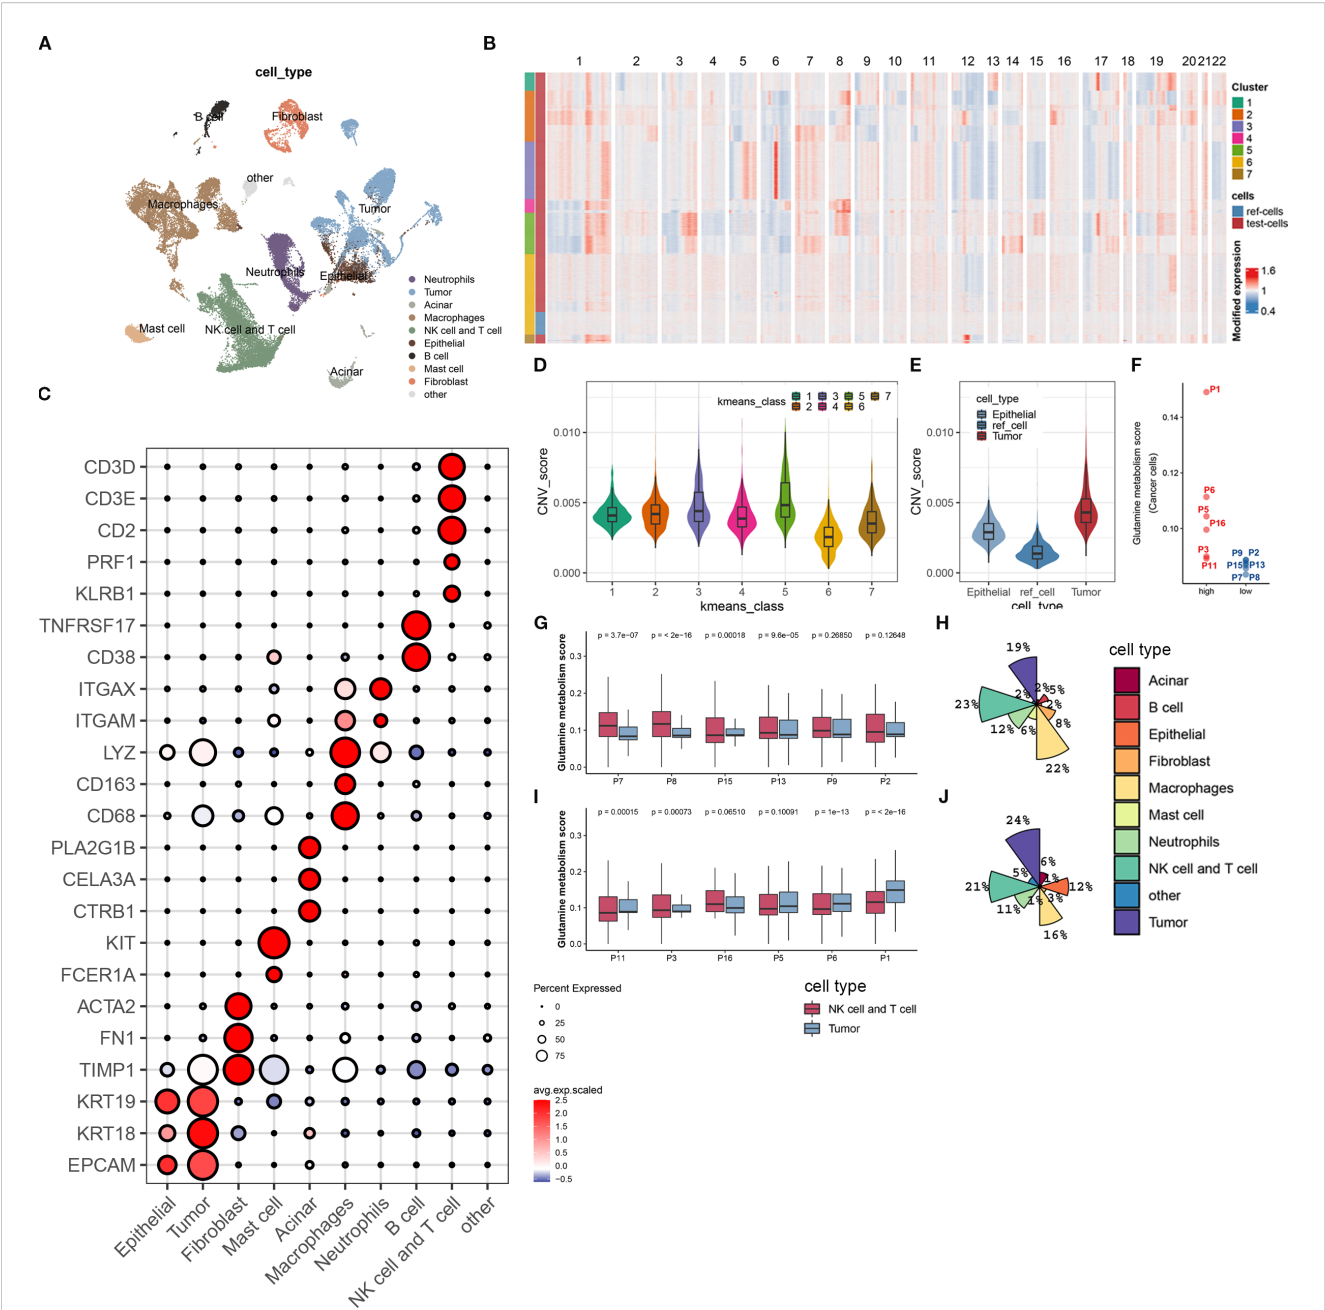 A
cell_type
B cell
Fibroblast
other
Macrophages
Tumor
Neutrophils
Epithelial
Mast cell
NK cell and T cell
Acinar
Neutrophils
Tumor
Acinar
Macrophages
NK cell and T cell
Epithelial
B cell
Mast cell
Fibroblast
other
B
1 2 3 4 5 6 7 8 9 10 11 12 13 14 15 16 17 18 19 20 21 22
Cluster
1
2
3
4
5
6
7
cells
ref-cells
test-cells
Modified expression
1.6
1
0.4
C
CD3D
CD3E
CD2
PRF1
KLRB1
TNFRSF17
CD38
ITGAX
ITGAM
LYZ
CD163
CD68
PLA2G1B
CELA3A
CTRB1
KIT
FCER1A
ACTA2
FN1
TIMP1
KRT19
KRT18
EPCAM
Epithelial
Tumor
Fibroblast
Mast cell
Acinar
Macrophages
Neutrophils
B cell
NK cell and T cell
other
D
kmeans_class
1 3 5 7
2 4 6
CNV_score
0.010
0.005
0.000
1 2 3 4 5 6 7
kmeans_class
E
cell_type
Epithelial
ref_cell
Tumor
CNV_score
0.010
0.005
0.000
Epithelial ref_cell Tumor
cell_type
F
Glutamine metabolism score
(Cancer cells)
0.14
0.12
0.10
P1
P6
P5
P16
P3
P11
P9 P2
P15 P13
P7 P8
high low
G
p = 3.7e-07 p = < 2e-16 p = 0.00018 p = 9.6e-05 p = 0.26850 p = 0.12648
Glutamine metabolism score
0.3
0.2
0.1
0.0
P7 P8 P15 P13 P9 P2
H
19%
2% 2% 5%
23% 2%
12% 6% 8%
22%
cell type
Acinar
B cell
Epithelial
Fibroblast
Macrophages
Mast cell
Neutrophils
NK cell and T cell
other
Tumor
I
p = 0.00015 p = 0.00073 p = 0.06510 p = 0.10091 p = 1e-13 p = < 2e-16
Glutamine metabolism score
0.3
0.2
0.1
0.0
P11 P3 P16 P5 P6 P1
J
24%
6%
5% 1%
21% 12%
11% 1% 3%
16%
Percent Expressed
0
25
50
75
avg.exp.scaled
2.5
2.0
1.5
1.0
0.5
0.0
−0.5
cell type
NK cell and T cell
Tumor